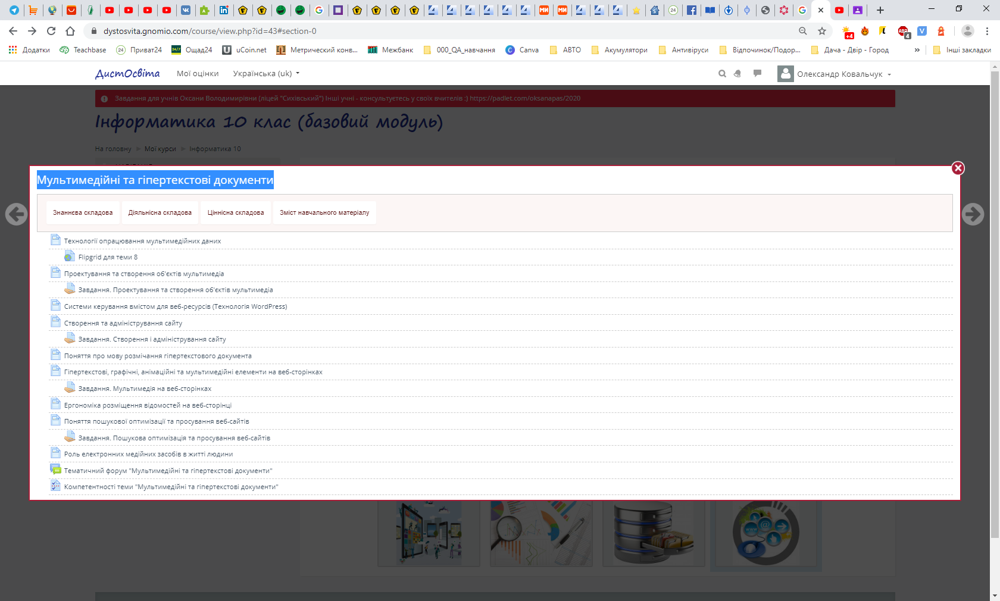 dystosvita.gnomio.com/course/view.php?id=43#section-0
+4
4
Додатки
Teachbase
Приват24
Ощад24
uCoin.net
Метрический конв...
Межбанк
000_QA_навчання
Canva
АВТО
Акумулятори
Антивіруси
Відпочинок/Подор...
Дача - Двір - Город
»
Інші закладки
ДистОсвіта
Мої оцінки
Українська (uk)
Олександр Ковальчук
Завдання для учнів Оксани Володимирівни (ліцей "Сихівський") Інші учні - консультуєтесь у своїх вчителів :) https://padlet.com/oksanapas/2020
Інформатика 10 клас (базовий модуль)
На головну
Мої курси
Інформатика 10
Мультимедійні та гіпертекстові документи
Знаннєва складова
Діяльнісна складова
Ціннісна складова
Зміст навчального матеріалу
Технології опрацювання мультимедійних даних
Flipgrid для теми 8
Проектування та створення об'єктів мультимедіа
Завдання. Проектування та створення об'єктів мультимедіа
Системи керування вмістом для веб-ресурсів (Технологія WordPress)
Створення та адміністрування сайту
Завдання. Створення і адміністрування сайту
Поняття про мову розмічання гіпертекстового документа
Гіпертекстові, графічні, анімаційні та мультимедійні елементи на веб-сторінках
Завдання. Мультимедія на веб-сторінках
Ергономіка розміщення відомостей на веб-сторінці
Поняття пошукової оптимізації та просування веб-сайтів
Завдання. Пошукова оптимізація та просування веб-сайтів
Роль електронних медійних засобів в житті людини
Тематичний форум "Мультимедійні та гіпертекстові документи"
Компетентності теми "Мультимедійні та гіпертекстові документи"